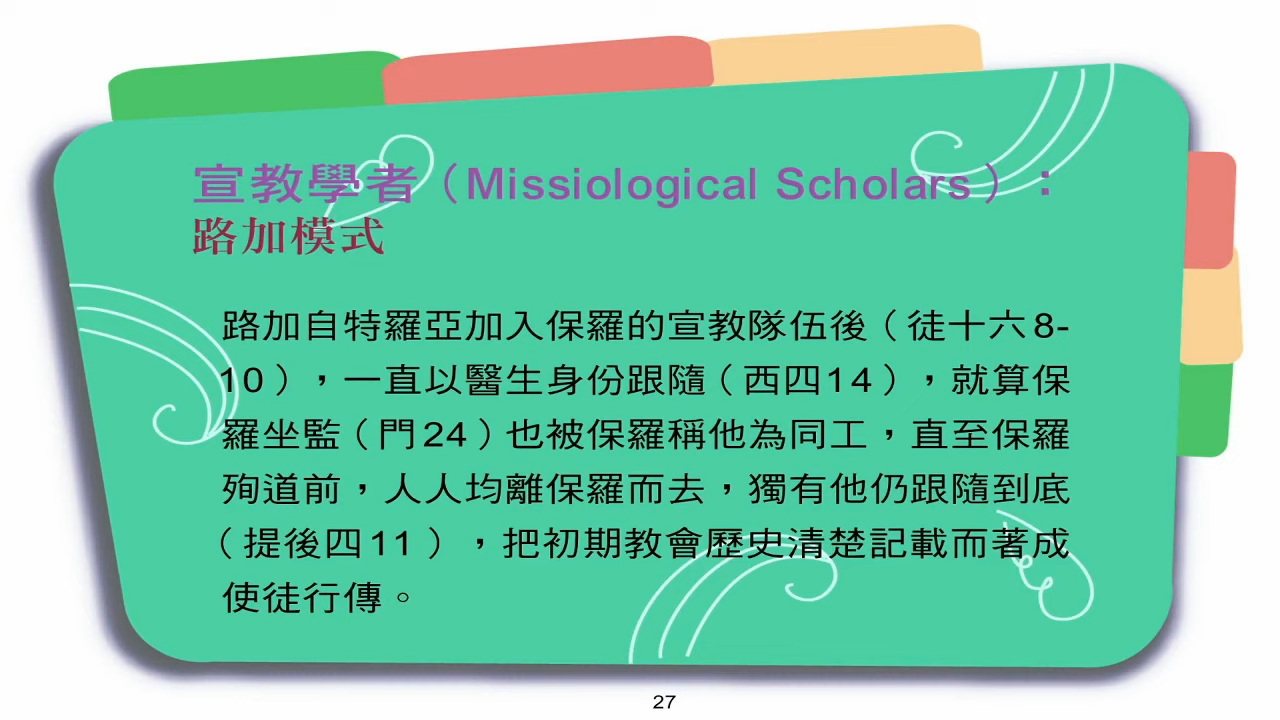 宣教學者（Missiological Scholars）：
路加模式
路加自特羅亞加入保羅的宣教隊伍後（徒十六8-
10），一直以醫生身份跟隨（西四14），就算保
羅坐監（門24）也被保羅稱他為同工，直至保羅
殉道前，人人均離保羅而去，獨有他仍跟隨到底
（提後四11），把初期教會歷史清楚記載而著成
使徒行傳。
27